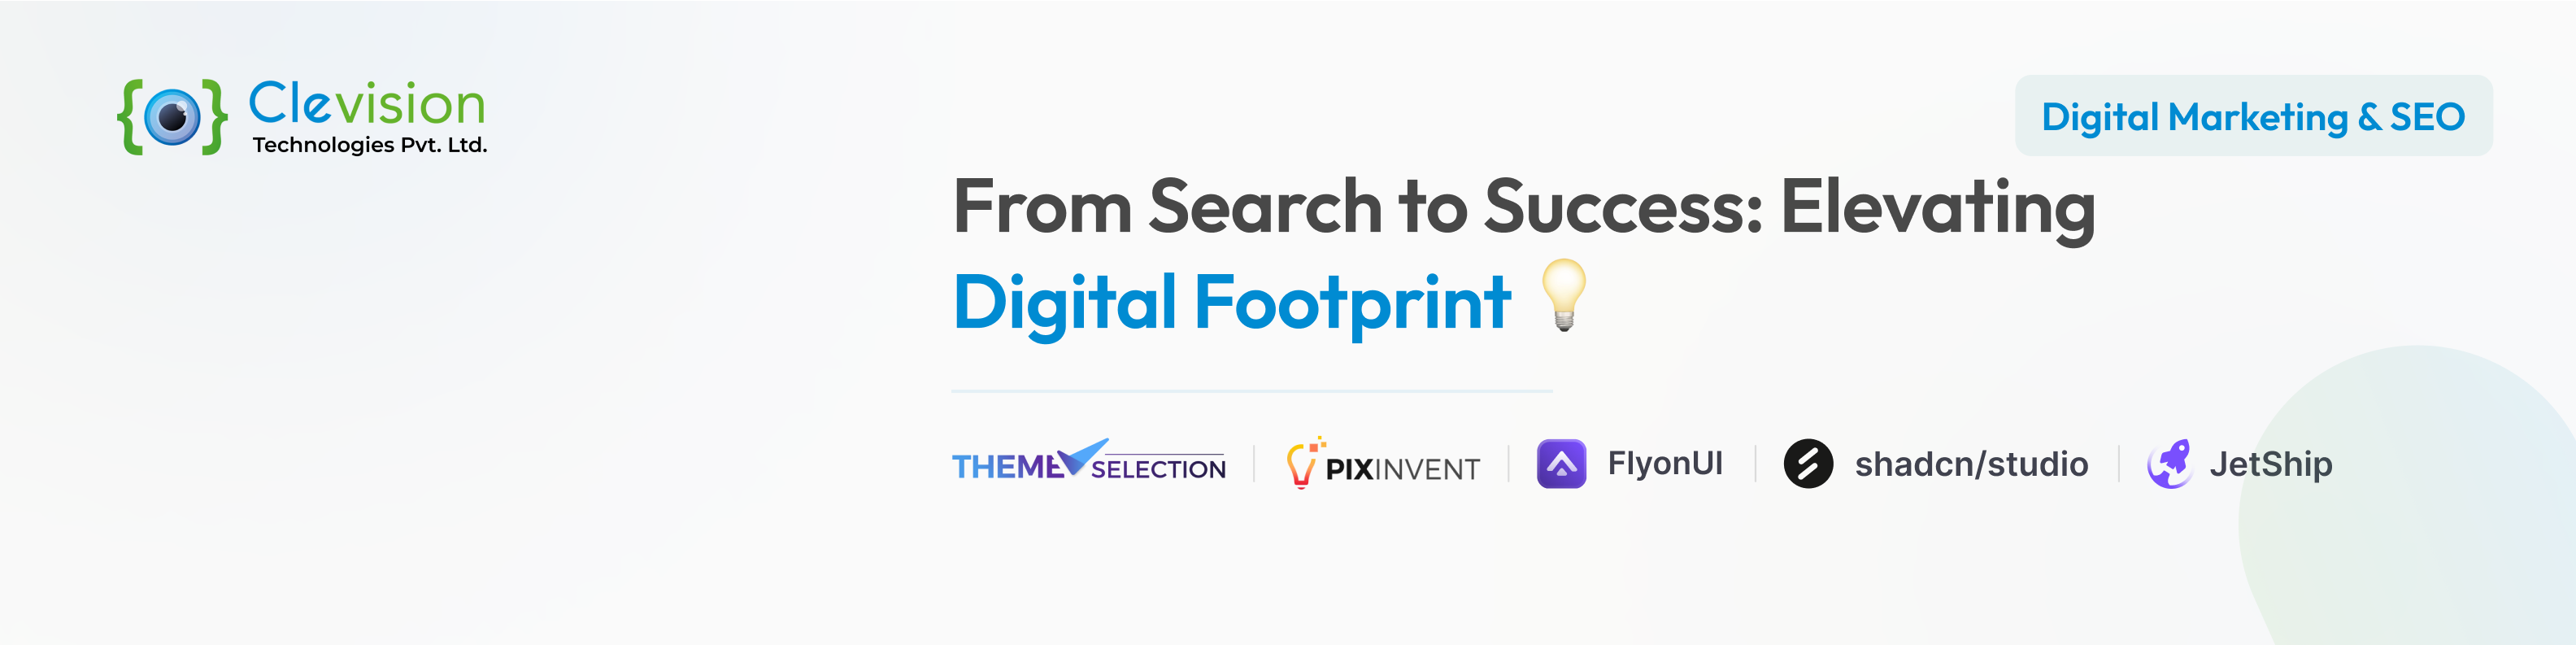 Clevision
Technologies Pvt. Ltd.
Digital Marketing & SEO
From Search to Success: Elevating
Digital Footprint
THEMESELECTION
PIXINVENT
FlyonUI
shadcn/studio
JetShip